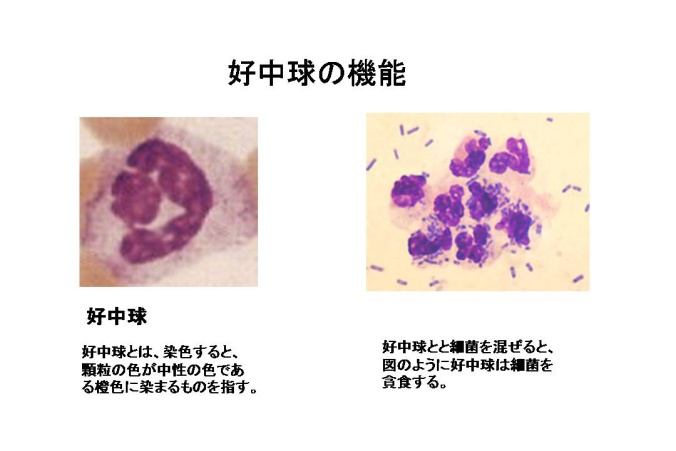 好中球の機能
好中球
好中球とは、染色すると、
顆粒の色が中性の色であ
る橙色に染まるものを指す。
好中球とと細菌を混ぜると、
図のように好中球は細菌を
貪食する。